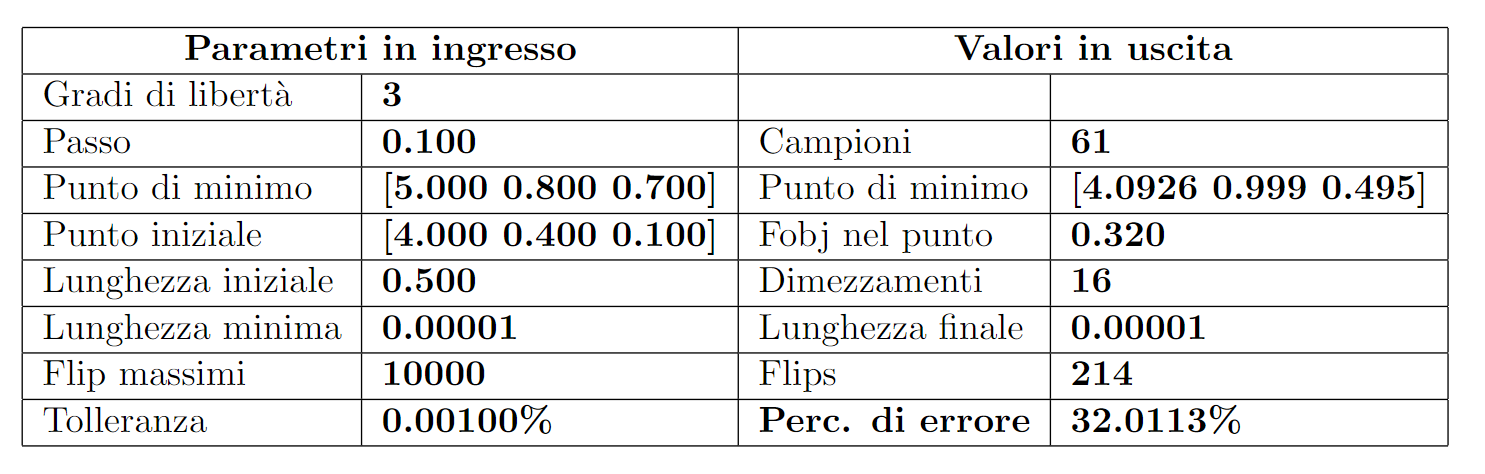 Parametri in ingresso Valori in uscita
Gradi di libertà 3
Passo 0.100 Campioni 61
Punto di minimo [5.000 0.800 0.700] Punto di minimo [4.0926 0.999 0.495]
Punto iniziale [4.000 0.400 0.100] Fobj nel punto 0.320
Lunghezza iniziale 0.500 Dimezzamenti 16
Lunghezza minima 0.00001 Lunghezza finale 0.00001
Flip massimi 10000 Flips 214
Tolleranza 0.00100% Perc. di errore 32.0113%